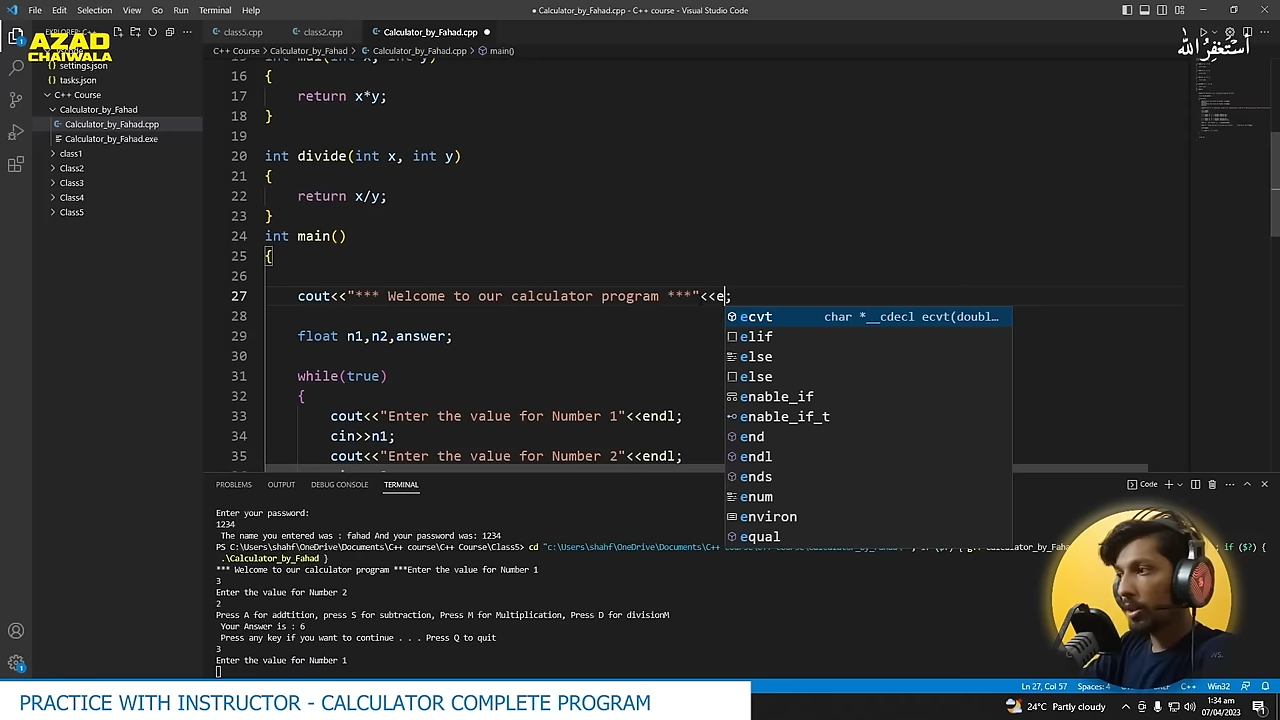 File Edit Selection View Go Run Terminal Help
● Calculator_by_Fahad.cpp - C++ course - Visual Studio Code
EXPLORER: C++ ...
AZAD
CHAIWALA
أستغفر الله
class5.cpp class2.cpp Calculator_by_Fahad.cpp ●
C++ Course > Calculator_by_Fahad > Calculator_by_Fahad.cpp > main()
settings.json
tasks.json
C++ Course
Calculator_by_Fahad
Calculator_by_Fahad.cpp
Calculator_by_Fahad.exe
class1
Class2
Class3
Class4
Class5
15 int mul(int x, int y)
16 {
17 return x*y;
18 }
19
20 int divide(int x, int y)
21 {
22 return x/y;
23 }
24 int main()
25 {
26
27 cout<<"*** Welcome to our calculator program ***"<<e;
28
29 float n1,n2,answer;
30
31 while(true)
32 {
33 cout<<"Enter the value for Number 1"<<endl;
34 cin>>n1;
35 cout<<"Enter the value for Number 2"<<endl;
ecvt char *__cdecl ecvt(doubl...
elif
else
else
enable_if
enable_if_t
end
endl
ends
enum
environ
equal
PROBLEMS OUTPUT DEBUG CONSOLE TERMINAL
Code
Enter your password:
1234
The name you entered was : fahad And your password was: 1234
PS C:\Users\shahf\OneDrive\Documents\C++ course\C++ Course\Class5> cd "c:\Users\shahf\OneDrive\Documents\C++ ; if ($?) {
.\Calculator_by_Fahad }
*** Welcome to our calculator program ***Enter the value for Number 1
3
Enter the value for Number 2
2
Press A for addtition, press S for subtraction, Press M for Multiplication, Press D for divisionM
Your Answer is : 6
Press any key if you want to continue . . . Press Q to quit
3
Enter the value for Number 1
Ln 27, Col 57 Spaces: 4 C++ Win32
PRACTICE WITH INSTRUCTOR - CALCULATOR COMPLETE PROGRAM
24°C Partly cloudy
1:34 am
07/04/2023